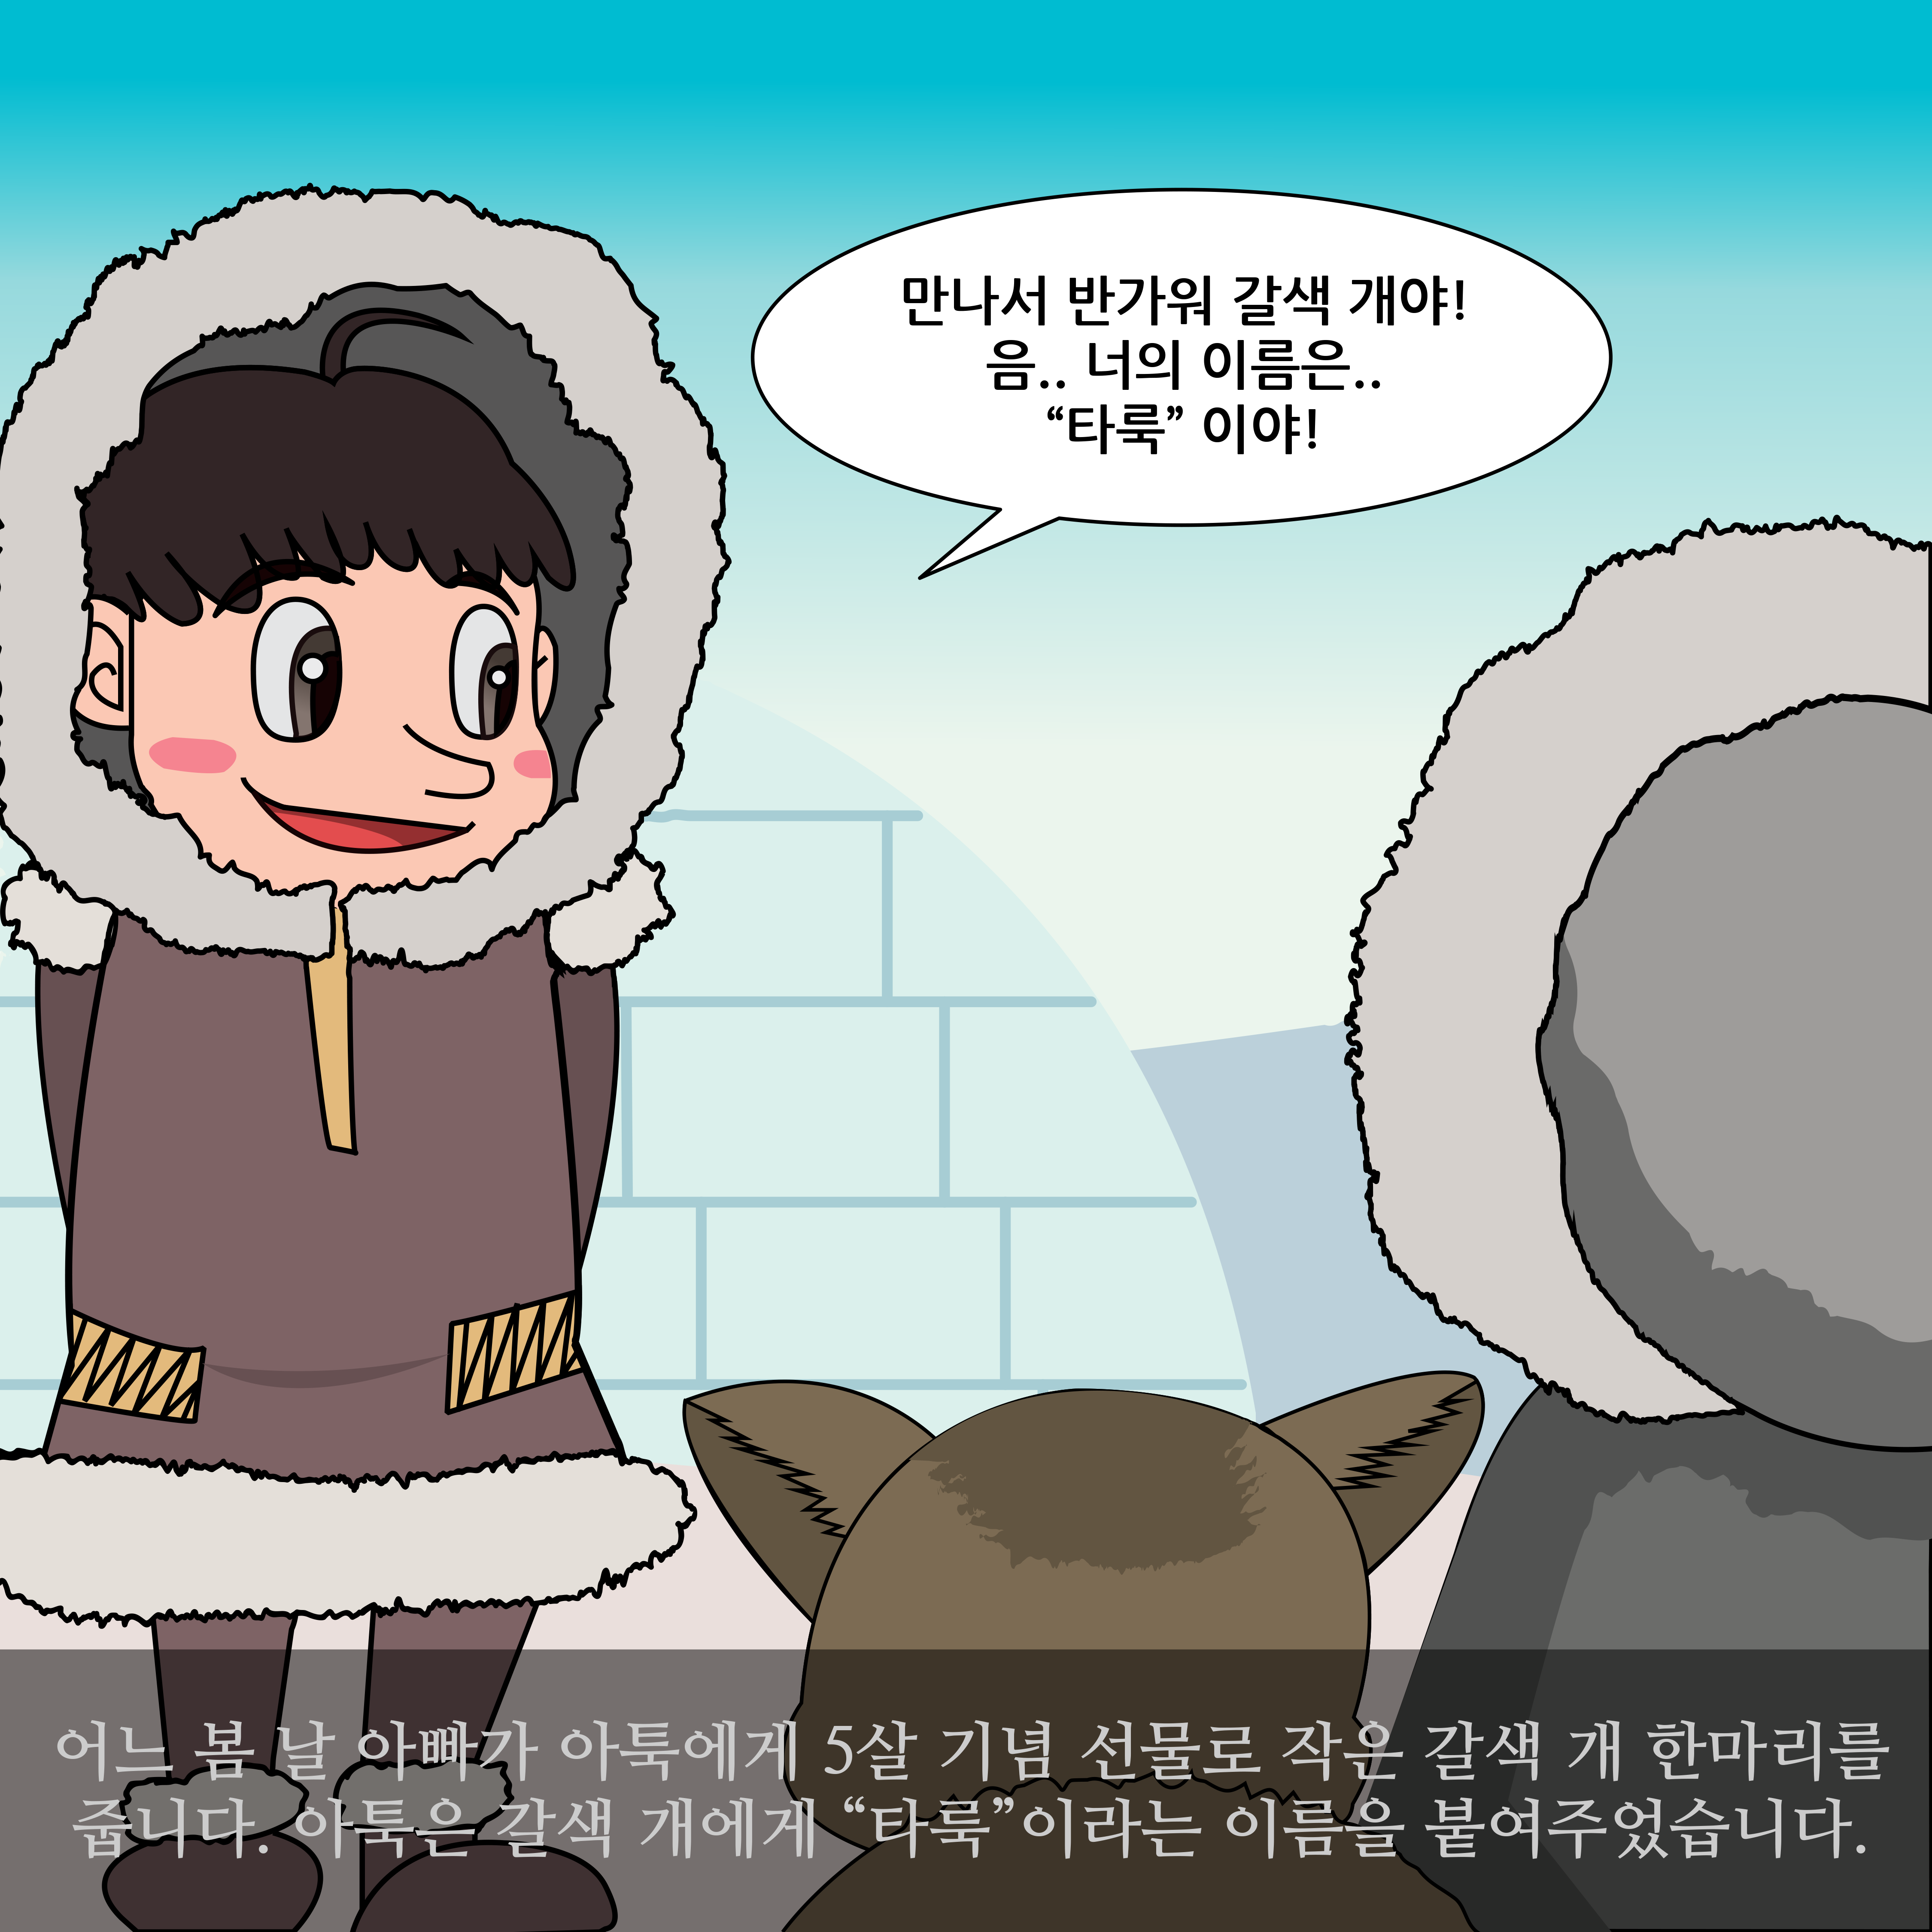 만나서 반가워 갈색 개야!
음.. 너의 이름은..
“타룩” 이야!
어느 봄 날 아빠가 아툭에게 5살 기념 선물로 작은 갈색 개 한마리를
줍니다. 아툭은 갈색 개에게 “타룩”이라는 이름을 붙여주었습니다.